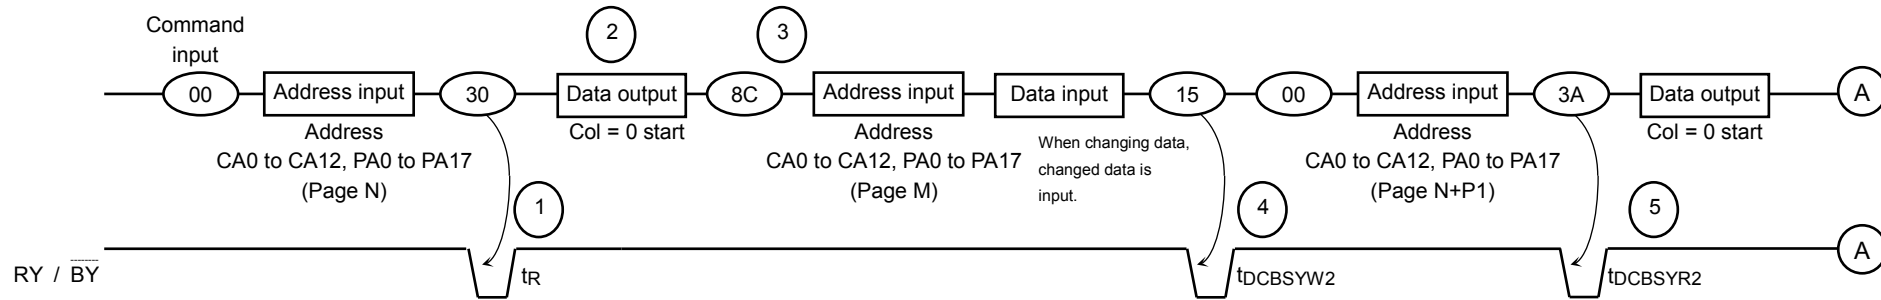 Command
input
2
3
00
Address input
30
Data output
8C
Address input
Data input
15
00
Address input
3A
Data output
A
Address
CA0 to CA12, PA0 to PA17
(Page N)
Col = 0 start
Address
CA0 to CA12, PA0 to PA17
(Page M)
When changing data,
changed data is
input.
Address
CA0 to CA12, PA0 to PA17
(Page N+P1)
Col = 0 start
1
4
5
RY / BY
tR
tDCBSYW2
tDCBSYR2
A